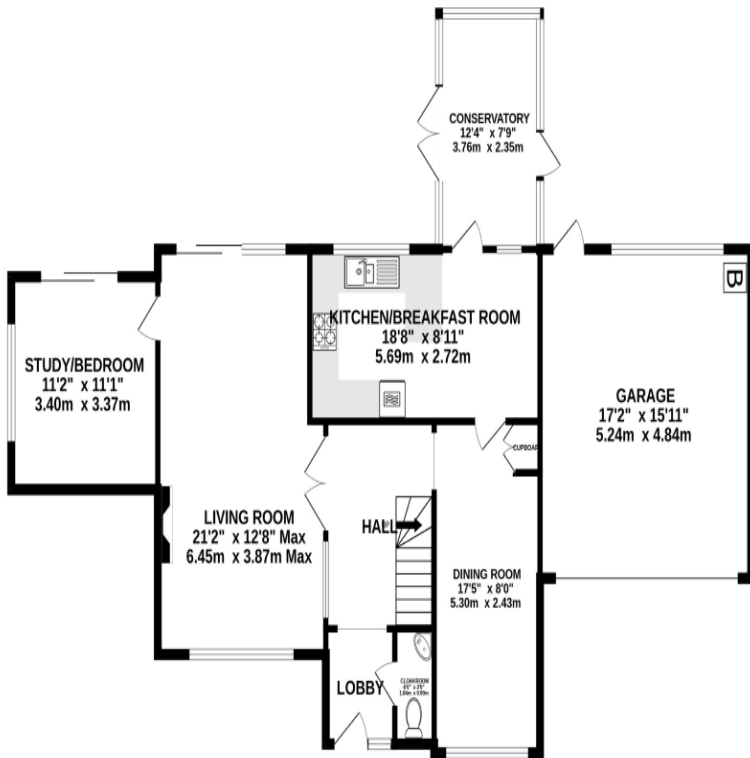 CONSERVATORY
12'4" x 7'9"
3.76m x 2.35m
KITCHEN/BREAKFAST ROOM
18'8" x 8'11"
5.69m x 2.72m
B
STUDY/BEDROOM
11'2" x 11'1"
3.40m x 3.37m
GARAGE
17'2" x 15'11"
5.24m x 4.84m
LIVING ROOM
21'2" x 12'8" Max
6.45m x 3.87m Max
HALL
DINING ROOM
17'5" x 8'0"
5.30m x 2.43m
LOBBY
CLOAKROOM